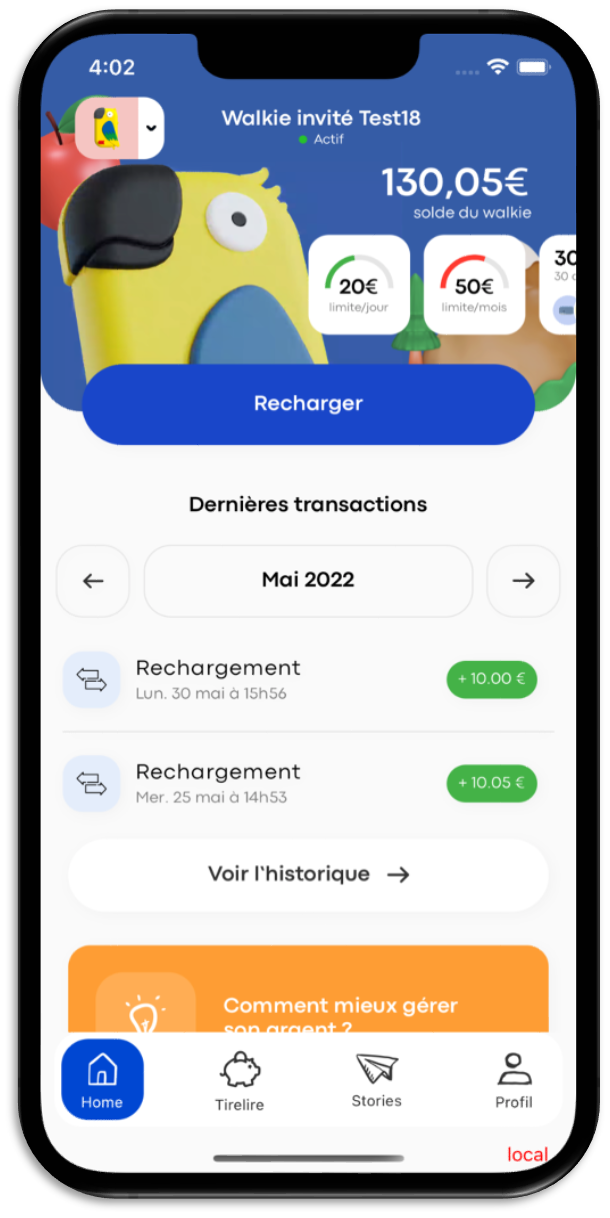 4:02
Walkie invité Test18
Actif
130,05€
solde du walkie
20€
limite/jour
50€
limite/mois
30
Dernières transactions
Recharger
Mai 2022
Rechargement
Lun. 30 mai à 15h56
+ 10.00 €
Rechargement
Mer. 25 mai à 14h53
+ 10.05 €
Voir l'historique
Comment mieux gérer
son argent ?
Home
Tirelire
Stories
Profil
local